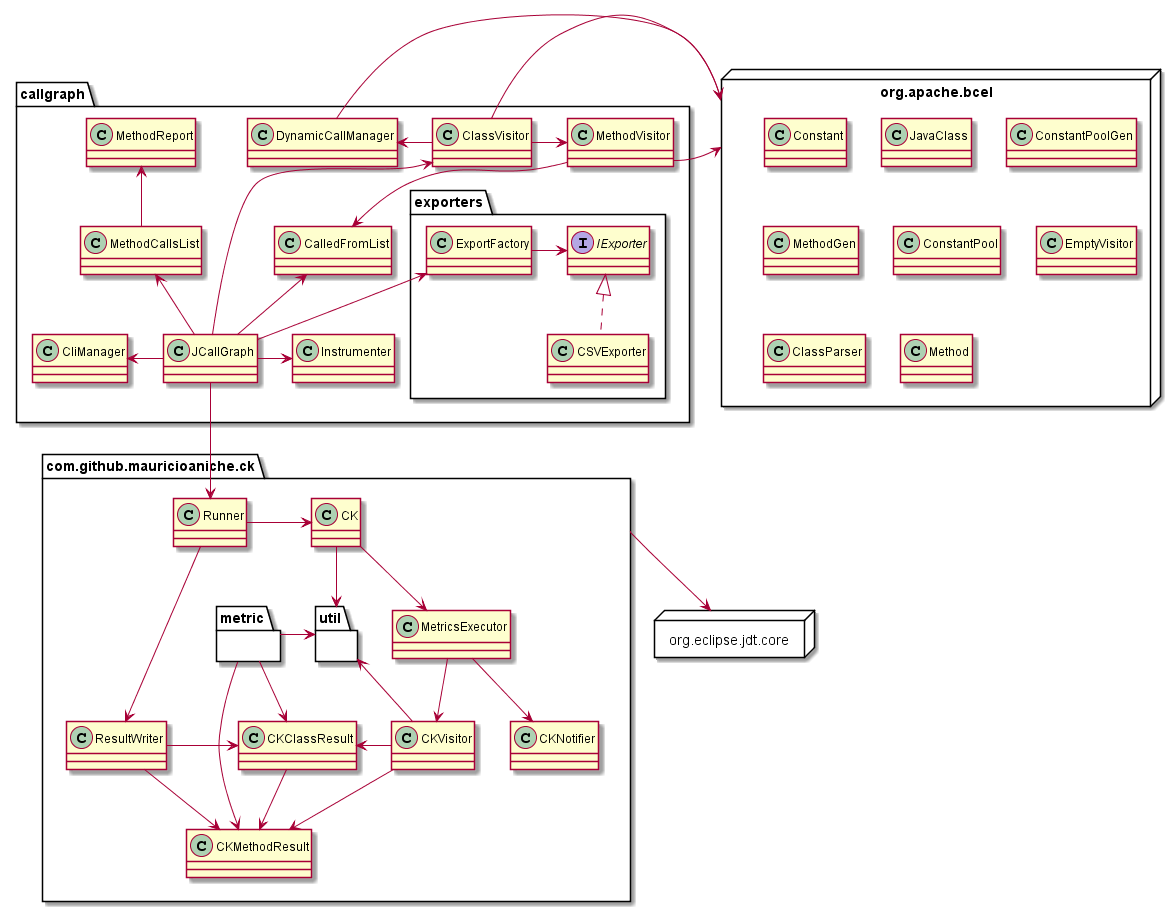 callgraph
C MethodReport
C DynamicCallManager
C ClassVisitor
C MethodVisitor
exporters
C MethodCallsList
C CalledFromList
C ExportFactory
I IExporter
C CliManager
C JCallGraph
C Instrumenter
C CSVExporter
org.apache.bcel
C Constant
C JavaClass
C ConstantPoolGen
C MethodGen
C ConstantPool
C EmptyVisitor
C ClassParser
C Method
com.github.mauricioaniche.ck
C Runner
C CK
metric
util
C MetricsExecutor
C ResultWriter
C CKClassResult
C CKVisitor
C CKNotifier
C CKMethodResult
org.eclipse.jdt.core